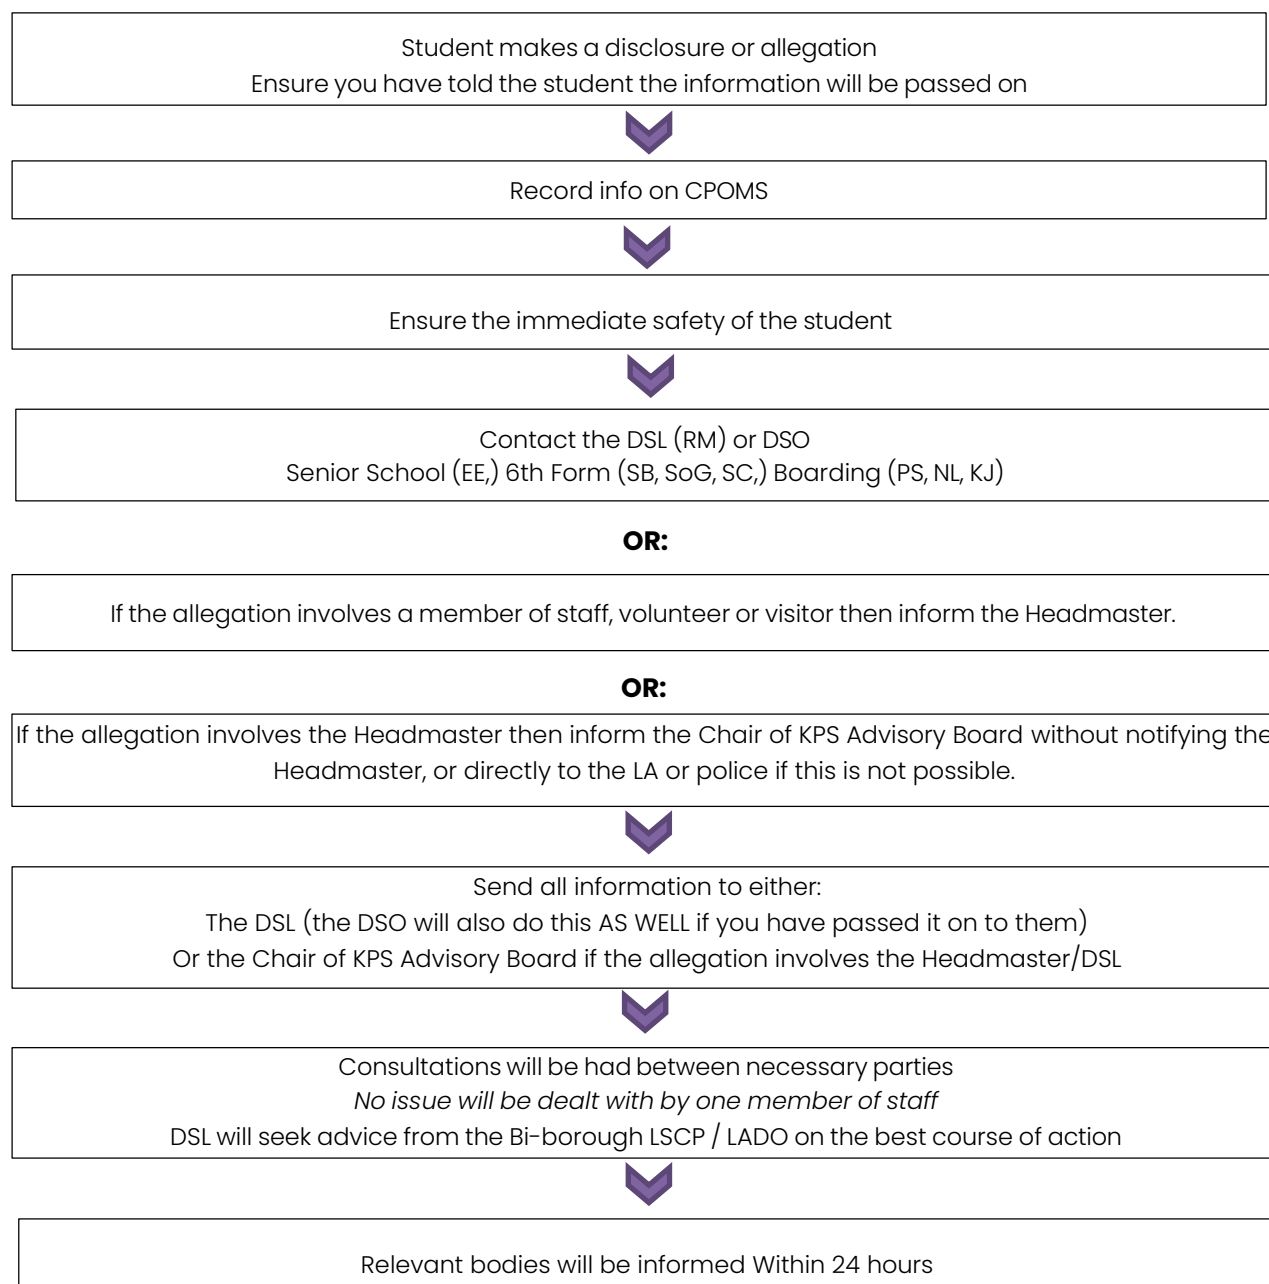 Student makes a disclosure or allegation
Ensure you have told the student the information will be passed on
Record info on CPOMS
Ensure the immediate safety of the student
Contact the DSL (RM) or DSO
Senior School (EE,) 6th Form (SB, SoG, SC,) Boarding (PS, NL, KJ)
OR:
If the allegation involves a member of staff, volunteer or visitor then inform the Headmaster.
OR:
If the allegation involves the Headmaster then inform the Chair of KPS Advisory Board without notifying the
Headmaster, or directly to the LA or police if this is not possible.
Send all information to either:
The DSL (the DSO will also do this AS WELL if you have passed it on to them)
Or the Chair of KPS Advisory Board if the allegation involves the Headmaster/DSL
Consultations will be had between necessary parties
No issue will be dealt with by one member of staff
DSL will seek advice from the Bi-borough LSCP / LADO on the best course of action
Relevant bodies will be informed Within 24 hours